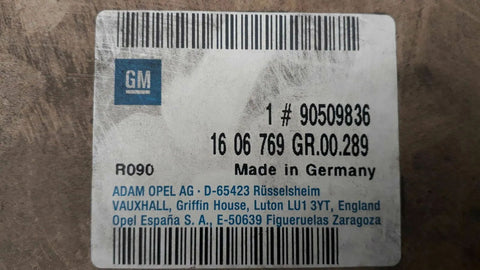 GM
1 # 90509836
16 06 769 GR.00.289
R090 Made in Germany
ADAM OPEL AG · D-65423 Rüsselsheim
VAUXHALL, Griffin House, Luton LU1 3YT, England
Opel España S. A., E-50639 Figueruelas Zaragoza